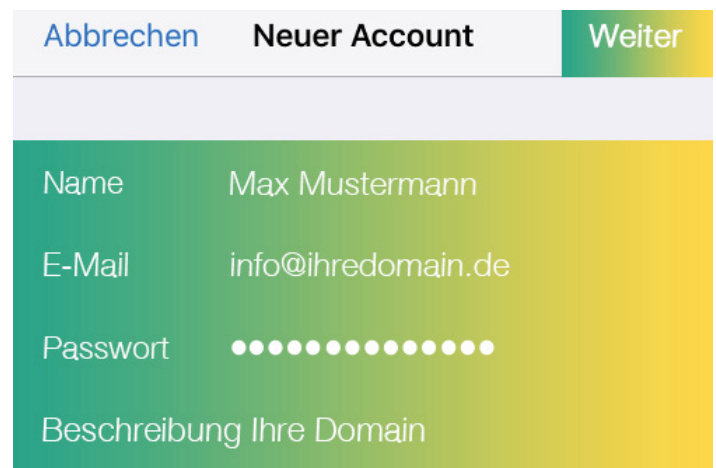 Abbrechen Neuer Account Weiter
Name Max Mustermann
E-Mail info@ihredomain.de
Passwort ●●●●●●●●●●●●●●
Beschreibung Ihre Domain